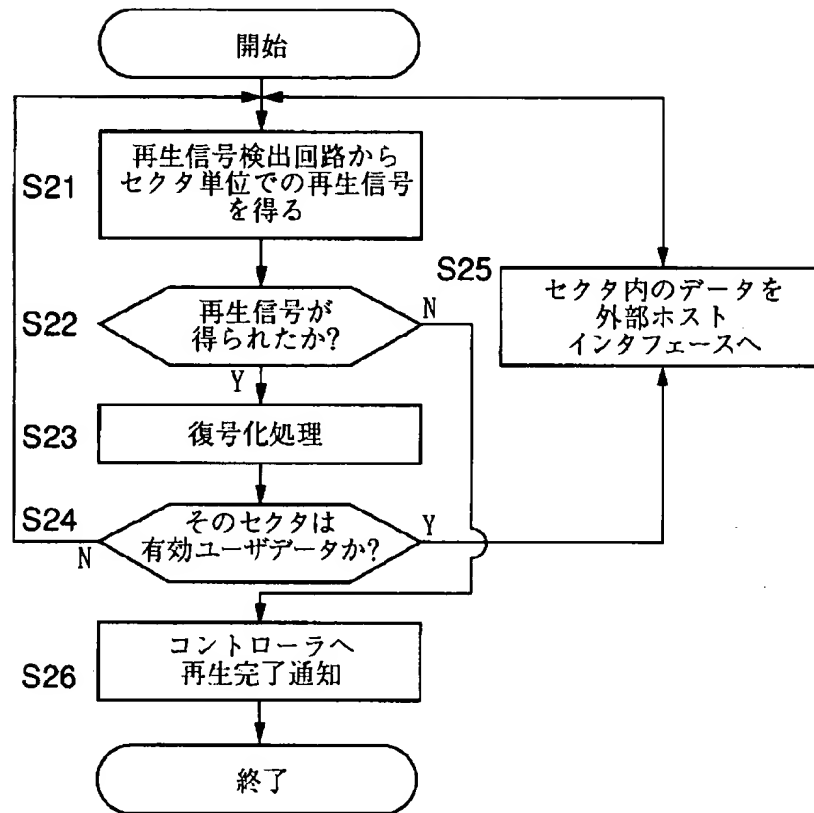 開始
S21
再生信号検出回路から
セクタ単位での再生信号
を得る
S22
再生信号が
得られたか?
N
Y
S25
セクタ内のデータを
外部ホスト
インタフェースへ
S23
復号化処理
S24
そのセクタは
有効ユーザデータか?
N
Y
S26
コントローラへ
再生完了通知
終了